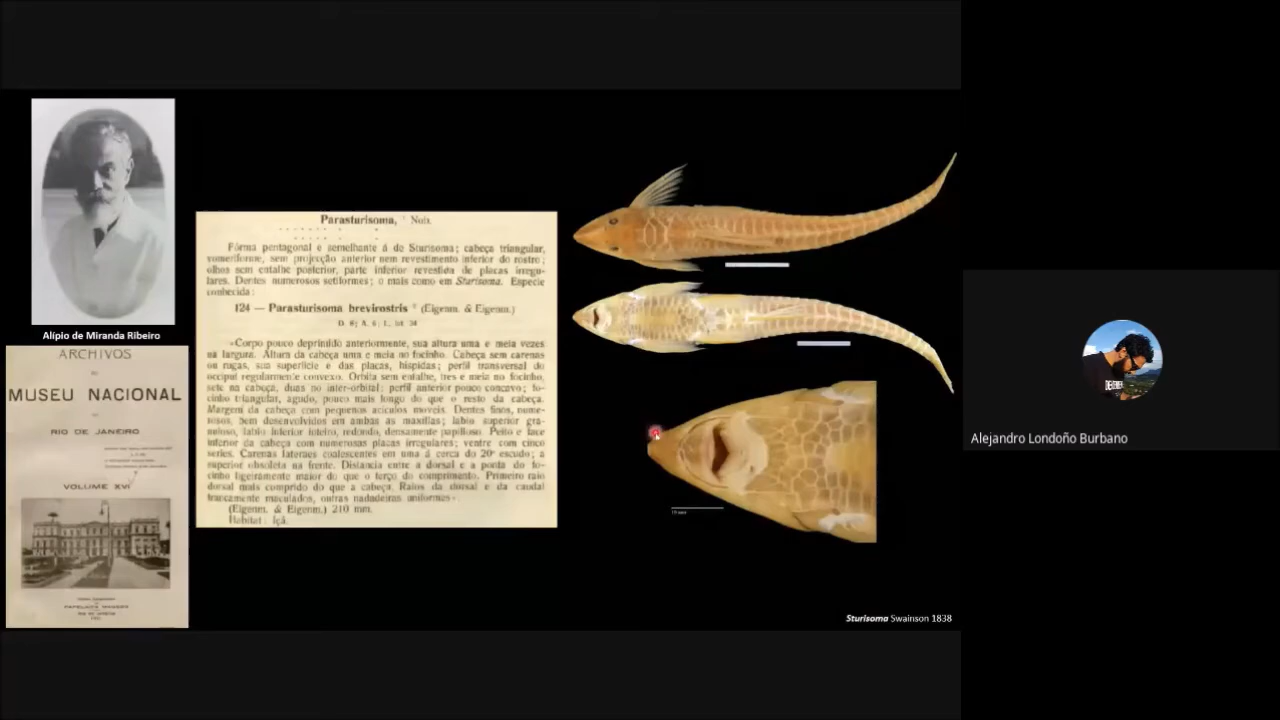 Alípio de Miranda Ribeiro
ARCHIVOS
DO
MUSEU NACIONAL
DO
RIO DE JANEIRO
VOLUME XVI
Parasturisoma, Nob.
Fórma pentagonal e semelhante á do Sturisoma; cabeça triangular,
vomeriforme, sem projecção anterior nem revestimento inferior do rostro;
olhos sem entalhe posterior, parte inferior revestida de placas irregu-
lares. Dentes numerosos setiformes; o mais como em Sturisoma. Especie
conhecida:
124 — Parasturisoma brevirostris (Eigenm. & Eigenm.)
D. 8; A. 6; L. lat 34
«Corpo pouco deprimido anteriormente, sua altura uma e meia vezes
na largura. Altura da cabeça uma e meia no focinho. Cabeça sem carenas
ou rugas, sua superficie e das placas, hispidas; perfil transversal do
occiput regularmente convexo. Orbita sem entalhe, tres e meia no focinho,
sete na cabeça, duas no inter-orbital; perfil anterior pouco concavo; fo-
cinho triangular, agudo, pouco mais longo do que o resto da cabeça.
Margem da cabeça com pequenos aciculos moveis. Dentes finos, nume-
rosos, bem desenvolvidos em ambas as maxillas; labio superior gra-
nuloso, labio inferior inteiro, redondo, densamente papilloso. Peito e face
inferior da cabeça com numerosas placas irregulares; ventre com cinco
series. Carenas lateraes coalescentes em uma á cerca do 20º escudo; a
superior obsoleta na frente. Distancia entre a dorsal e a ponta do fo-
cinho ligeiramente maior do que o terço do comprimento. Primeiro raio
dorsal mais comprido do que a cabeça. Raios da dorsal e da caudal
fracamente maculados, outras nadadeiras uniformes».
(Eigenm. & Eigenm.) 210 mm.
Habitat: Içá.
10 mm
Sturisoma Swainson 1838
Alejandro Londoño Burbano